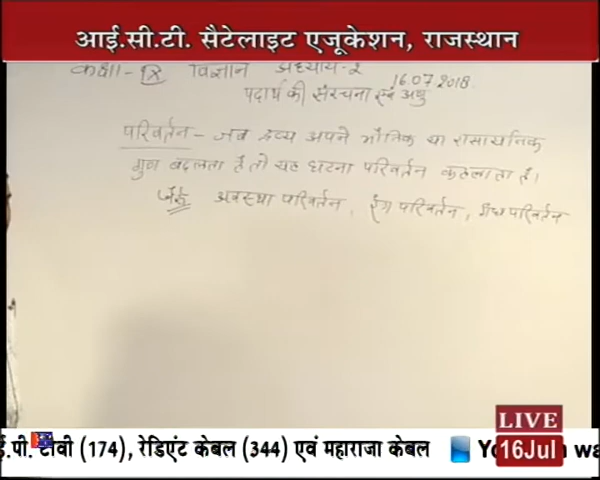 आई.सी.टी. सैटेलाइट एजूकेशन, राजस्थान
कक्षा - IX विज्ञान अध्याय-2
16.07.2018
पदार्थ की संरचना एवं अणु
परिवर्तन - जब द्रव्य अपने भौतिक या रासायनिक
गुण बदलता है तो यह घटना परिवर्तन कहलाता है।
जैसे अवस्था परिवर्तन, रंग परिवर्तन, गंध परिवर्तन
LIVE
ई.पी. टीवी (174), रेडिएंट केबल (344) एवं महाराजा केबल
16Jul